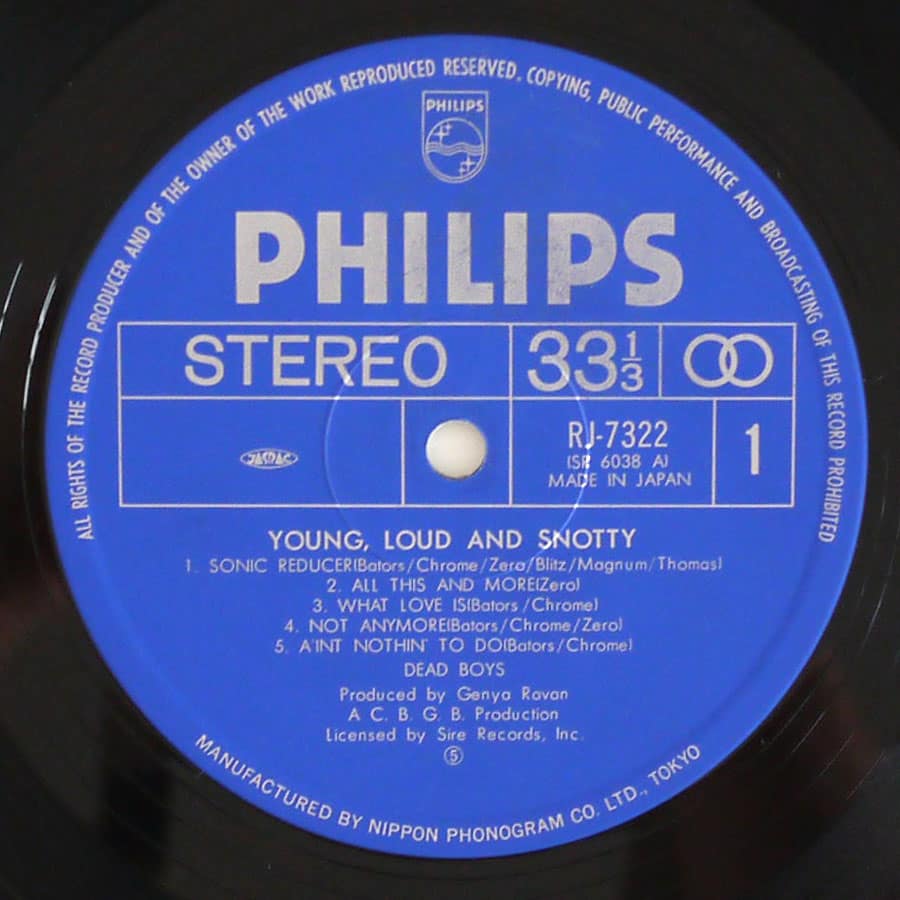 ALL RIGHTS OF THE RECORD PRODUCER AND OF THE OWNER OF THE WORK REPRODUCED RESERVED. COPYING, PUBLIC PERFORMANCE AND BROADCASTING OF THIS RECORD PROHIBITED
PHILIPS
PHILIPS
STEREO 33 1/3
JASRAC
RJ-7322 1
(SR 6038 A)
MADE IN JAPAN
YOUNG, LOUD AND SNOTTY
1. SONIC REDUCER(Bators/Chrome/Zero/Blitz/Magnum/Thomas)
2. ALL THIS AND MORE(Zero)
3. WHAT LOVE IS(Bators/Chrome)
4. NOT ANYMORE(Bators/Chrome/Zero)
5. A'INT NOTHIN' TO DO(Bators/Chrome)
DEAD BOYS
Produced by Genya Ravan
A C. B. G. B. Production
Licensed by Sire Records, Inc.
⑤
MANUFACTURED BY NIPPON PHONOGRAM CO. LTD., TOKYO